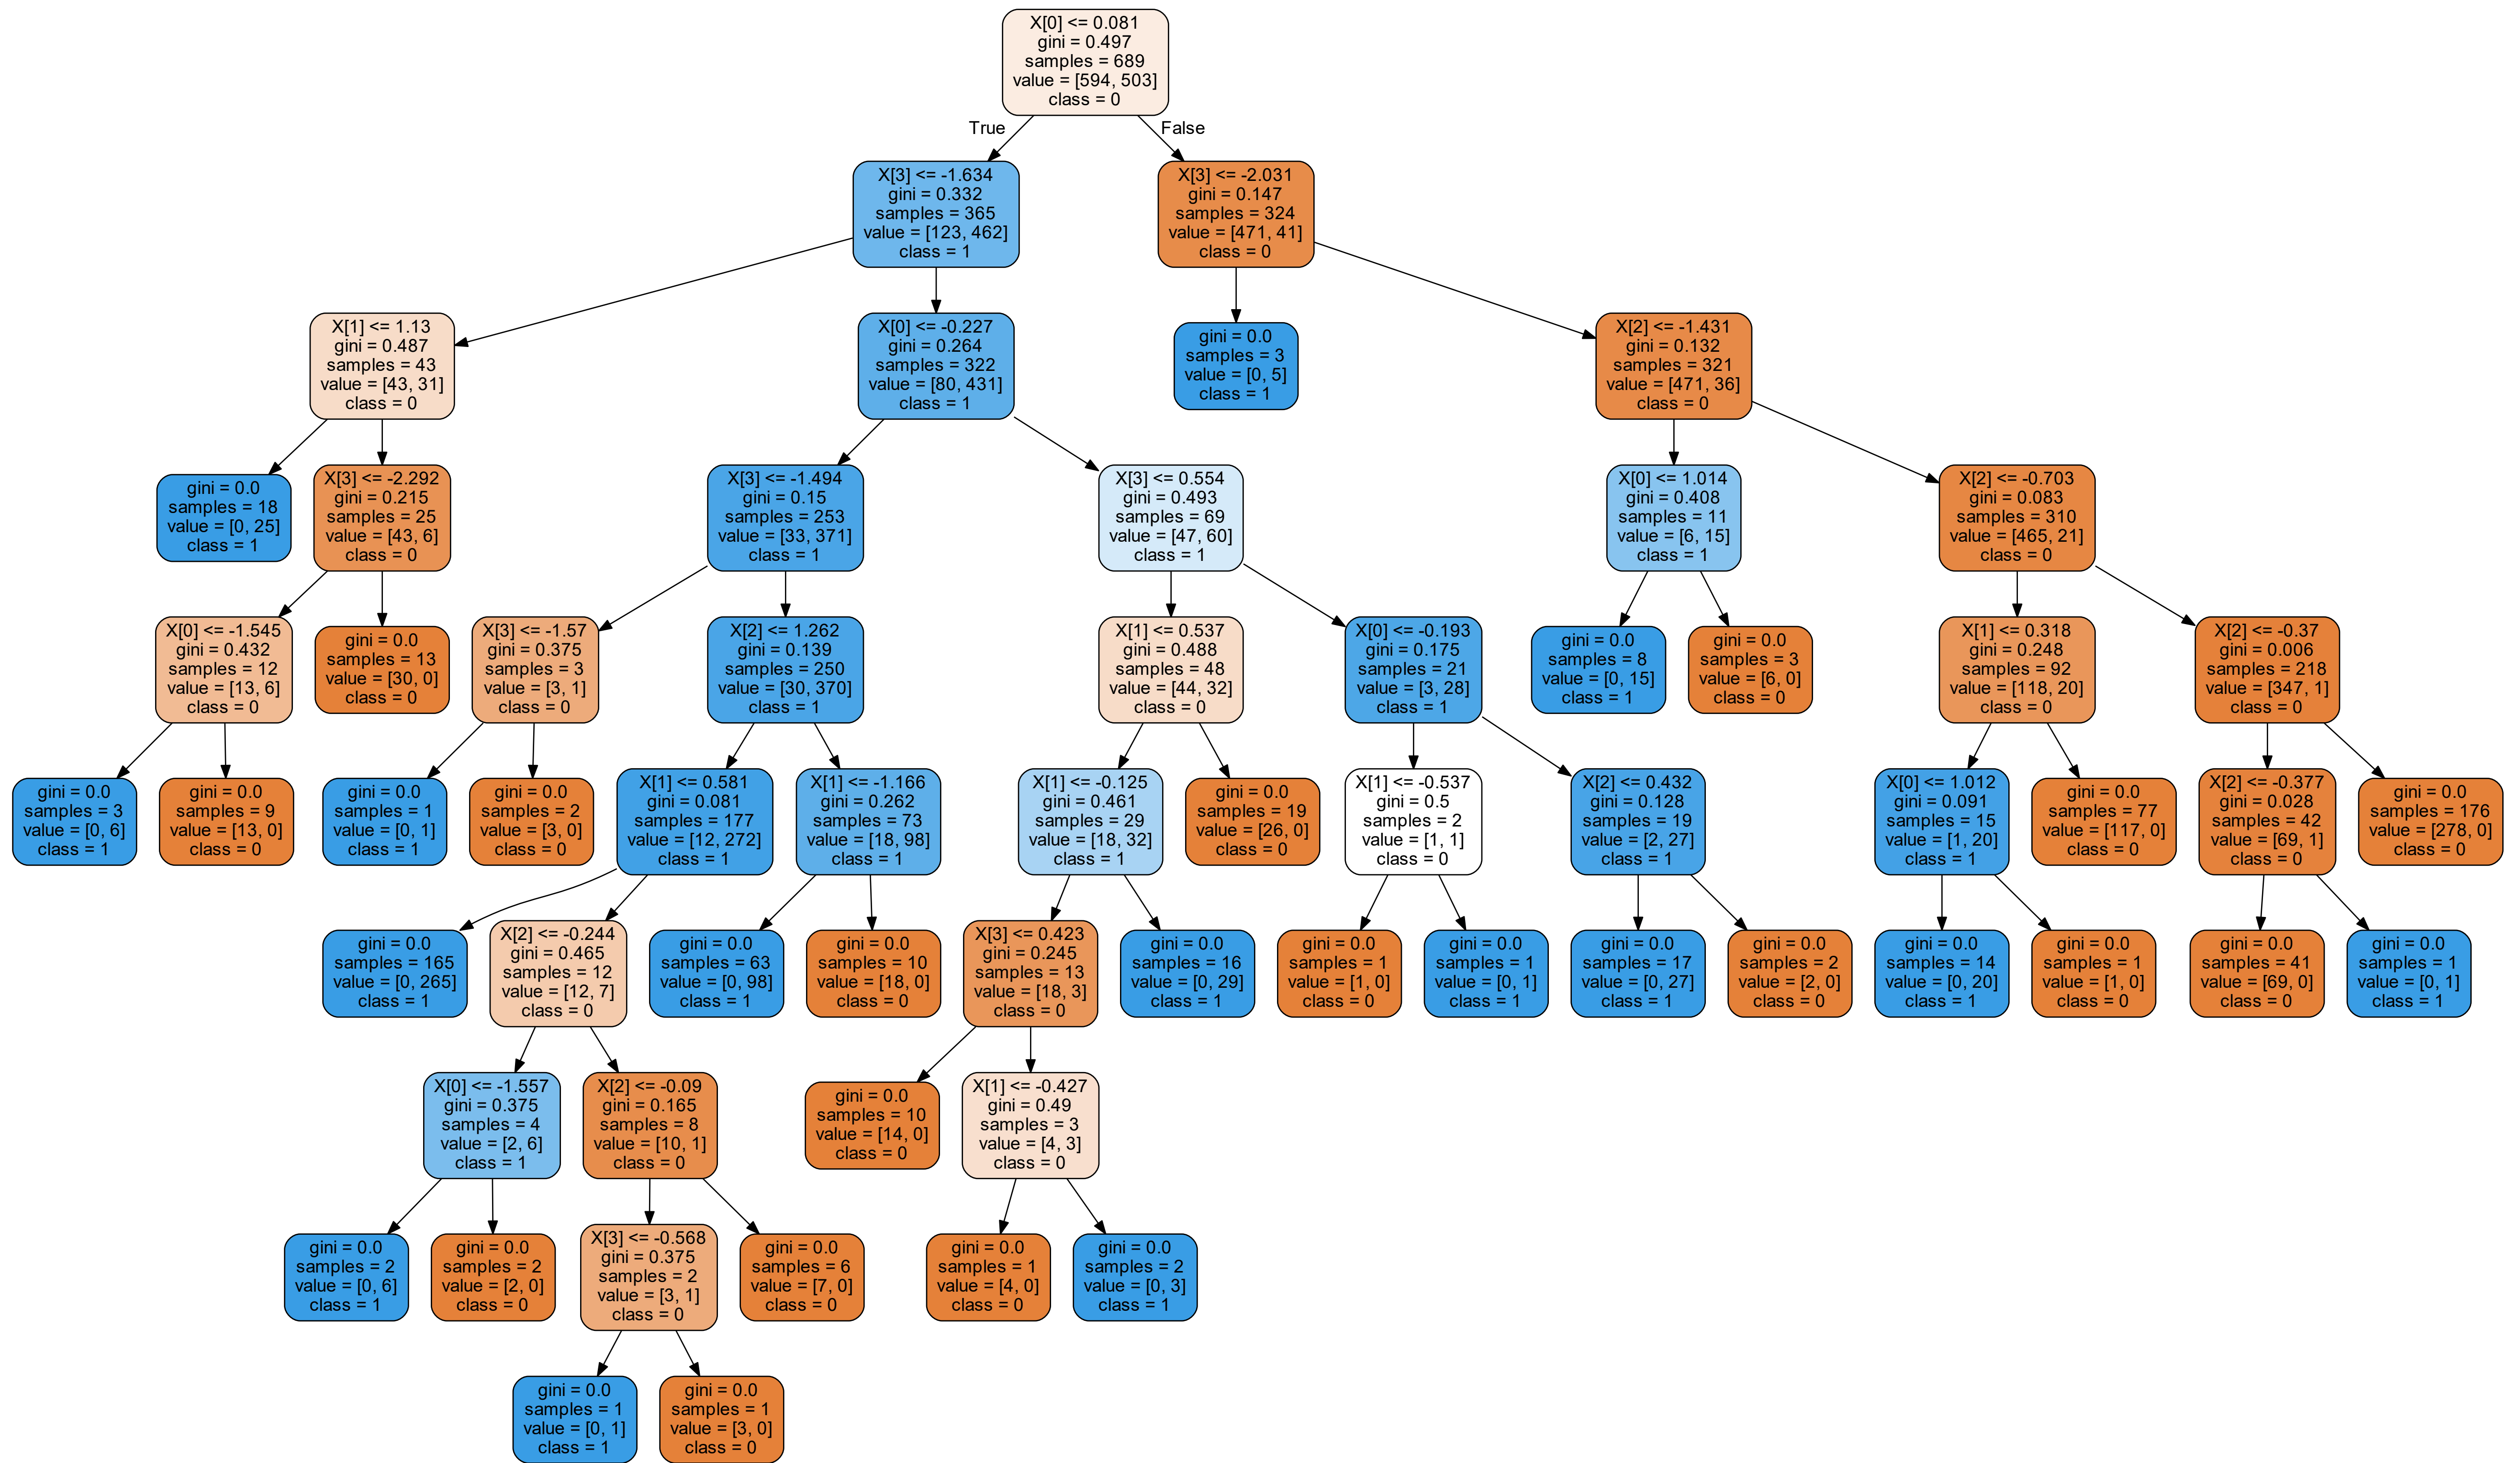 X[0] <= 0.081
gini = 0.497
samples = 689
value = [594, 503]
class = 0
True
False
X[3] <= -1.634
gini = 0.332
samples = 365
value = [123, 462]
class = 1
X[3] <= -2.031
gini = 0.147
samples = 324
value = [471, 41]
class = 0
X[1] <= 1.13
gini = 0.487
samples = 43
value = [43, 31]
class = 0
X[0] <= -0.227
gini = 0.264
samples = 322
value = [80, 431]
class = 1
gini = 0.0
samples = 3
value = [0, 5]
class = 1
X[2] <= -1.431
gini = 0.132
samples = 321
value = [471, 36]
class = 0
gini = 0.0
samples = 18
value = [0, 25]
class = 1
X[3] <= -2.292
gini = 0.215
samples = 25
value = [43, 6]
class = 0
X[3] <= -1.494
gini = 0.15
samples = 253
value = [33, 371]
class = 1
X[3] <= 0.554
gini = 0.493
samples = 69
value = [47, 60]
class = 1
X[0] <= 1.014
gini = 0.408
samples = 11
value = [6, 15]
class = 1
X[2] <= -0.703
gini = 0.083
samples = 310
value = [465, 21]
class = 0
X[0] <= -1.545
gini = 0.432
samples = 12
value = [13, 6]
class = 0
gini = 0.0
samples = 13
value = [30, 0]
class = 0
X[3] <= -1.57
gini = 0.375
samples = 3
value = [3, 1]
class = 0
X[2] <= 1.262
gini = 0.139
samples = 250
value = [30, 370]
class = 1
X[1] <= 0.537
gini = 0.488
samples = 48
value = [44, 32]
class = 0
X[0] <= -0.193
gini = 0.175
samples = 21
value = [3, 28]
class = 1
gini = 0.0
samples = 8
value = [0, 15]
class = 1
gini = 0.0
samples = 3
value = [6, 0]
class = 0
X[1] <= 0.318
gini = 0.248
samples = 92
value = [118, 20]
class = 0
X[2] <= -0.37
gini = 0.006
samples = 218
value = [347, 1]
class = 0
gini = 0.0
samples = 3
value = [0, 6]
class = 1
gini = 0.0
samples = 9
value = [13, 0]
class = 0
gini = 0.0
samples = 1
value = [0, 1]
class = 1
gini = 0.0
samples = 2
value = [3, 0]
class = 0
X[1] <= 0.581
gini = 0.081
samples = 177
value = [12, 272]
class = 1
X[1] <= -1.166
gini = 0.262
samples = 73
value = [18, 98]
class = 1
X[1] <= -0.125
gini = 0.461
samples = 29
value = [18, 32]
class = 1
gini = 0.0
samples = 19
value = [26, 0]
class = 0
X[1] <= -0.537
gini = 0.5
samples = 2
value = [1, 1]
class = 0
X[2] <= 0.432
gini = 0.128
samples = 19
value = [2, 27]
class = 1
X[0] <= 1.012
gini = 0.091
samples = 15
value = [1, 20]
class = 1
gini = 0.0
samples = 77
value = [117, 0]
class = 0
X[2] <= -0.377
gini = 0.028
samples = 42
value = [69, 1]
class = 0
gini = 0.0
samples = 176
value = [278, 0]
class = 0
gini = 0.0
samples = 165
value = [0, 265]
class = 1
X[2] <= -0.244
gini = 0.465
samples = 12
value = [12, 7]
class = 0
gini = 0.0
samples = 63
value = [0, 98]
class = 1
gini = 0.0
samples = 10
value = [18, 0]
class = 0
X[3] <= 0.423
gini = 0.245
samples = 13
value = [18, 3]
class = 0
gini = 0.0
samples = 16
value = [0, 29]
class = 1
gini = 0.0
samples = 1
value = [1, 0]
class = 0
gini = 0.0
samples = 1
value = [0, 1]
class = 1
gini = 0.0
samples = 17
value = [0, 27]
class = 1
gini = 0.0
samples = 2
value = [2, 0]
class = 0
gini = 0.0
samples = 14
value = [0, 20]
class = 1
gini = 0.0
samples = 1
value = [1, 0]
class = 0
gini = 0.0
samples = 41
value = [69, 0]
class = 0
gini = 0.0
samples = 1
value = [0, 1]
class = 1
X[0] <= -1.557
gini = 0.375
samples = 4
value = [2, 6]
class = 1
X[2] <= -0.09
gini = 0.165
samples = 8
value = [10, 1]
class = 0
gini = 0.0
samples = 10
value = [14, 0]
class = 0
X[1] <= -0.427
gini = 0.49
samples = 3
value = [4, 3]
class = 0
gini = 0.0
samples = 2
value = [0, 6]
class = 1
gini = 0.0
samples = 2
value = [2, 0]
class = 0
X[3] <= -0.568
gini = 0.375
samples = 2
value = [3, 1]
class = 0
gini = 0.0
samples = 6
value = [7, 0]
class = 0
gini = 0.0
samples = 1
value = [4, 0]
class = 0
gini = 0.0
samples = 2
value = [0, 3]
class = 1
gini = 0.0
samples = 1
value = [0, 1]
class = 1
gini = 0.0
samples = 1
value = [3, 0]
class = 0